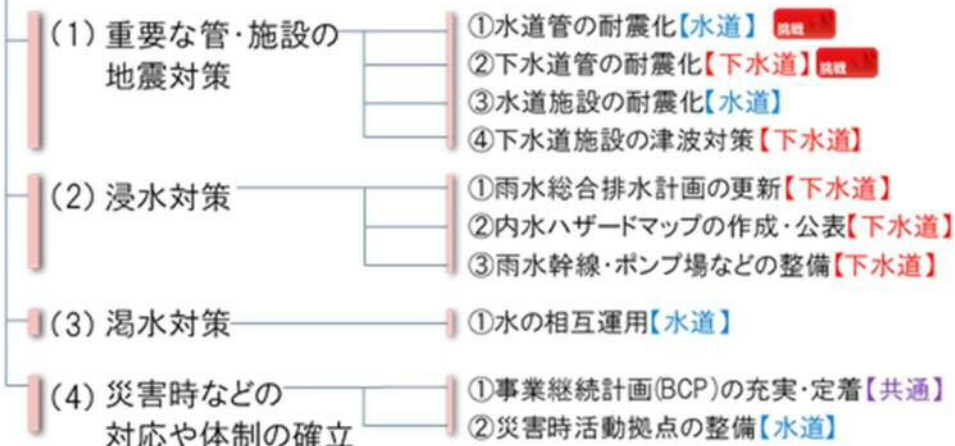 (1) 重要な管・施設の
地震対策
①水道管の耐震化【水道】 挑戦
②下水道管の耐震化【下水道】 挑戦
③水道施設の耐震化【水道】
④下水道施設の津波対策【下水道】
(2) 浸水対策
①雨水総合排水計画の更新【下水道】
②内水ハザードマップの作成・公表【下水道】
③雨水幹線・ポンプ場などの整備【下水道】
(3) 渇水対策
①水の相互運用【水道】
(4) 災害時などの
対応や体制の確立
①事業継続計画(BCP)の充実・定着【共通】
②災害時活動拠点の整備【水道】